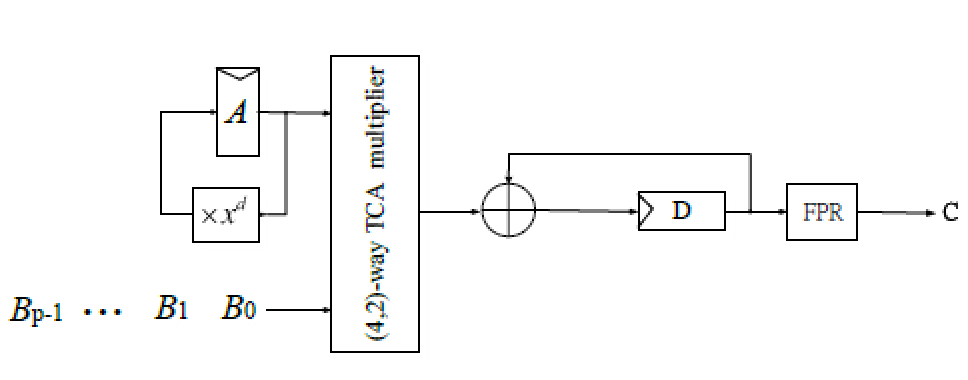 A
×x^d
(4,2)-way TCA multiplier
D
FPR
C
B_{p-1} ⋯ B_1 B_0